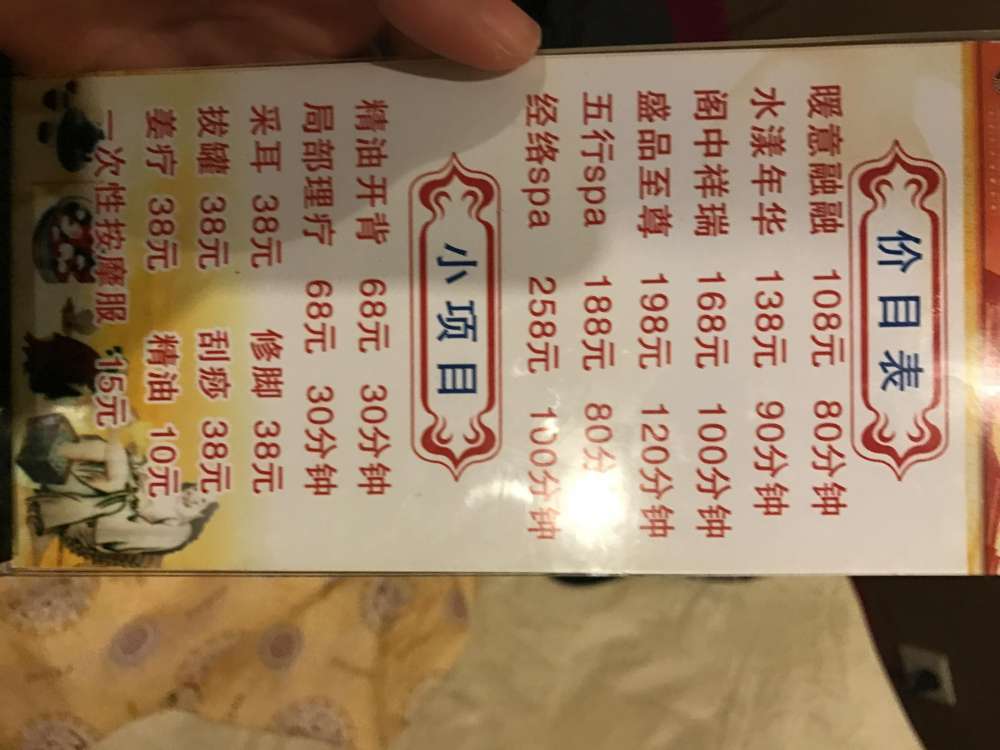 价目表
暖意融融 108元 80分钟
水漾年华 138元 90分钟
阁中祥瑞 168元 100分钟
盛品至尊 198元 120分钟
五行spa 188元 80分
经络spa 258元 100分钟
小项目
精油开背 68元 30分钟
局部理疗 68元 30分钟
采耳 38元 修脚 38元
拔罐 38元 刮痧 38元
姜疗 38元 精油 10元
一次性按摩服 15元